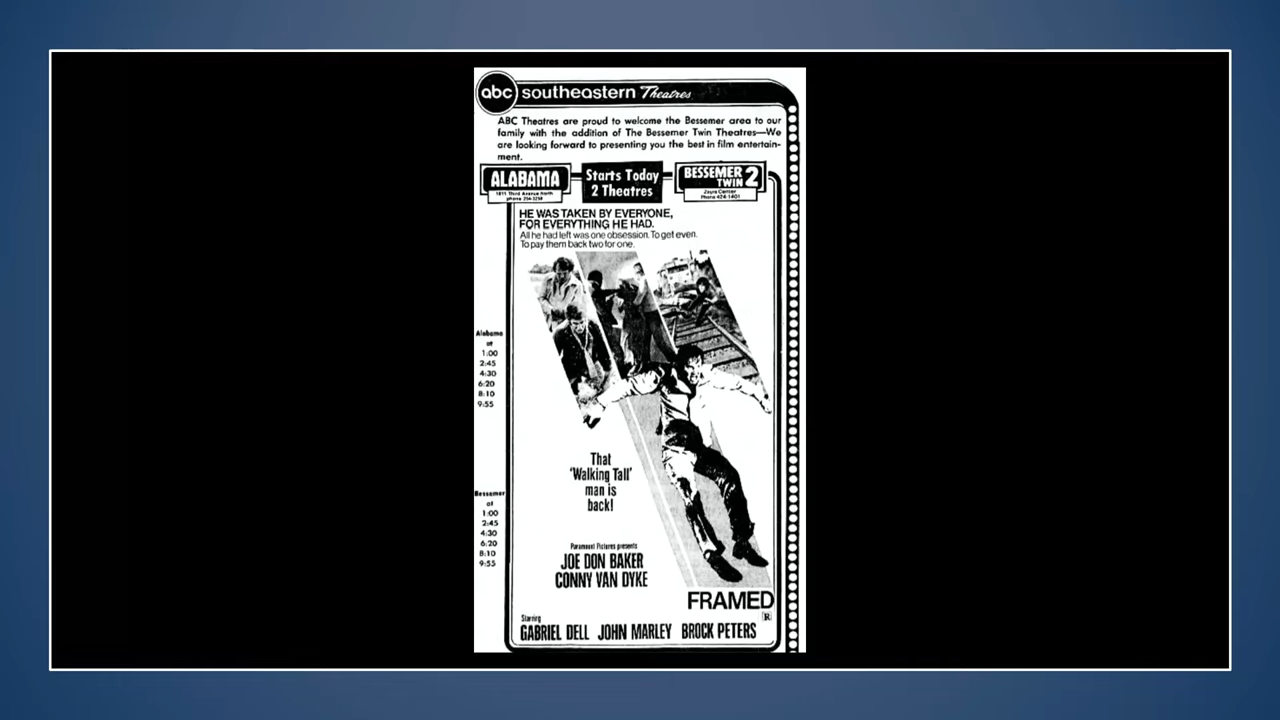 abc southeastern Theatres
ABC Theatres are proud to welcome the Bessemer area to our
family with the addition of The Bessemer Twin Theatres—We
are looking forward to presenting you the best in film entertain-
ment.
ALABAMA
1811 Third Avenue North
phone 254-3258
Starts Today
2 Theatres
BESSEMER
TWIN 2
Zayre Center
Phone 424-1401
HE WAS TAKEN BY EVERYONE,
FOR EVERYTHING HE HAD.
All he had left was one obsession. To get even.
To pay them back two for one.
Alabama
at
1:00
2:45
4:30
6:20
8:10
9:55
Bessemer
at
1:00
2:45
4:30
6:20
8:10
9:55
That
'Walking Tall'
man is
back!
Paramount Pictures presents
JOE DON BAKER
CONNY VAN DYKE
FRAMED
R
Starring
GABRIEL DELL JOHN MARLEY BROCK PETERS